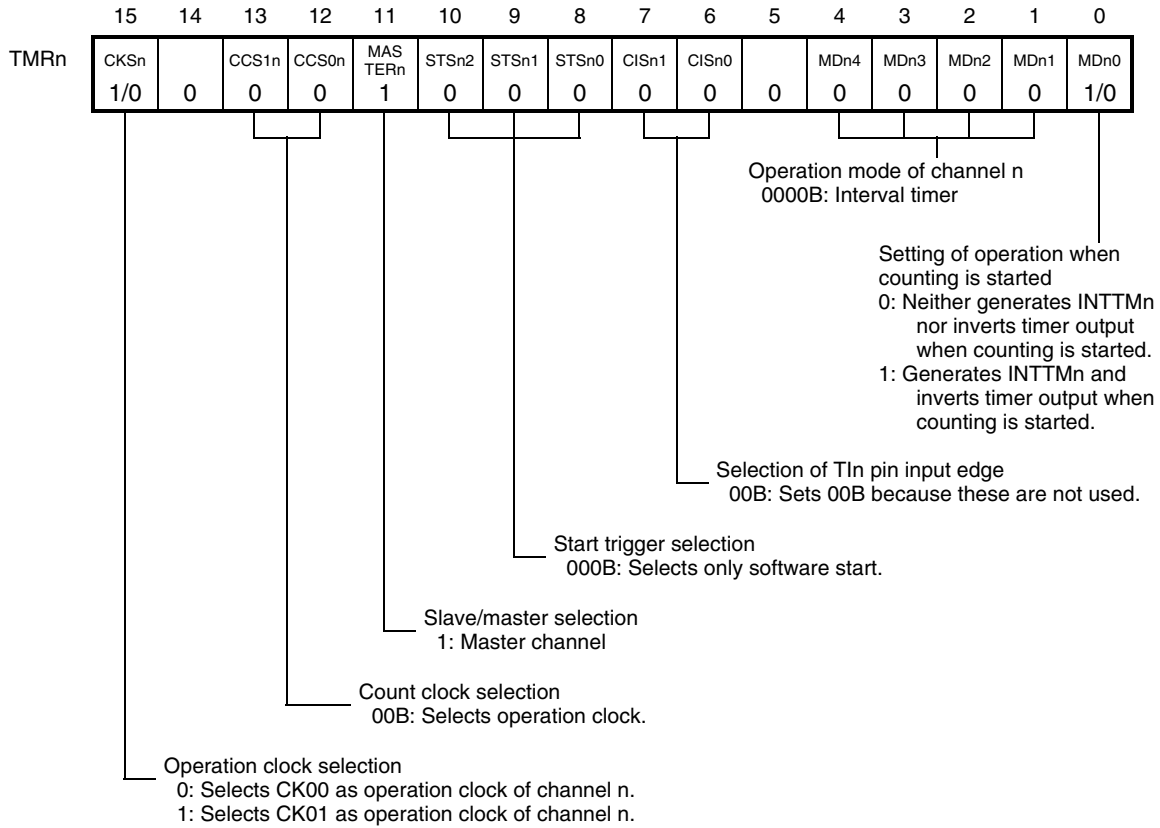 15 14 13 12 11 10 9 8 7 6 5 4 3 2 1 0
TMRn CKSn CCS1n CCS0n MAS TERn STSn2 STSn1 STSn0 CISn1 CISn0 MDn4 MDn3 MDn2 MDn1 MDn0
1/0 0 0 0 1 0 0 0 0 0 0 0 0 0 0 1/0
Operation mode of channel n
0000B: Interval timer
Setting of operation when
counting is started
0: Neither generates INTTMn
nor inverts timer output
when counting is started.
1: Generates INTTMn and
inverts timer output when
counting is started.
Selection of TIn pin input edge
00B: Sets 00B because these are not used.
Start trigger selection
000B: Selects only software start.
Slave/master selection
1: Master channel
Count clock selection
00B: Selects operation clock.
Operation clock selection
0: Selects CK00 as operation clock of channel n.
1: Selects CK01 as operation clock of channel n.